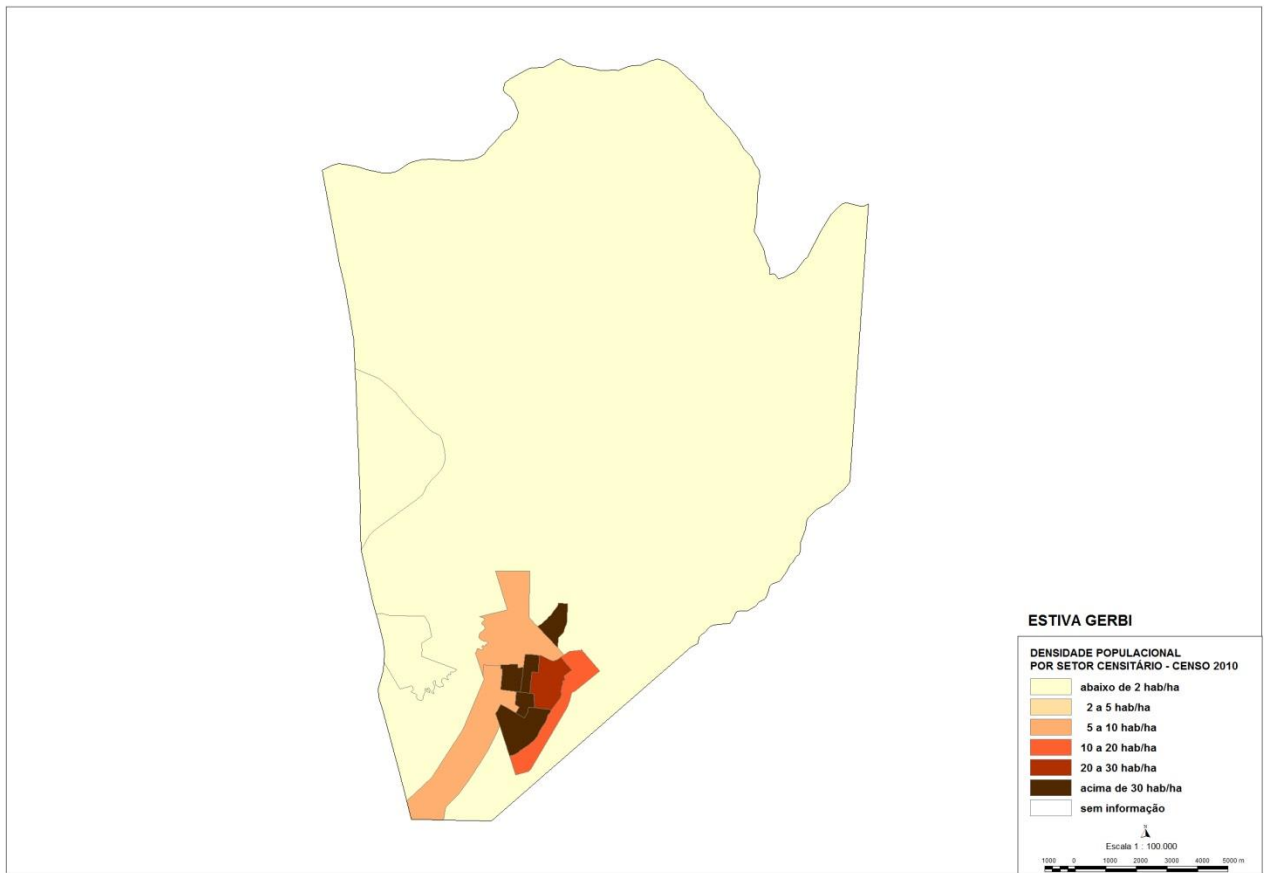 ESTIVA GERBI
DENSIDADE POPULACIONAL
POR SETOR CENSITÁRIO - CENSO 2010
abaixo de 2 hab/ha
2 a 5 hab/ha
5 a 10 hab/ha
10 a 20 hab/ha
20 a 30 hab/ha
acima de 30 hab/ha
sem informação
N
Escala 1 : 100.000
1000 0 1000 2000 3000 4000 5000 m